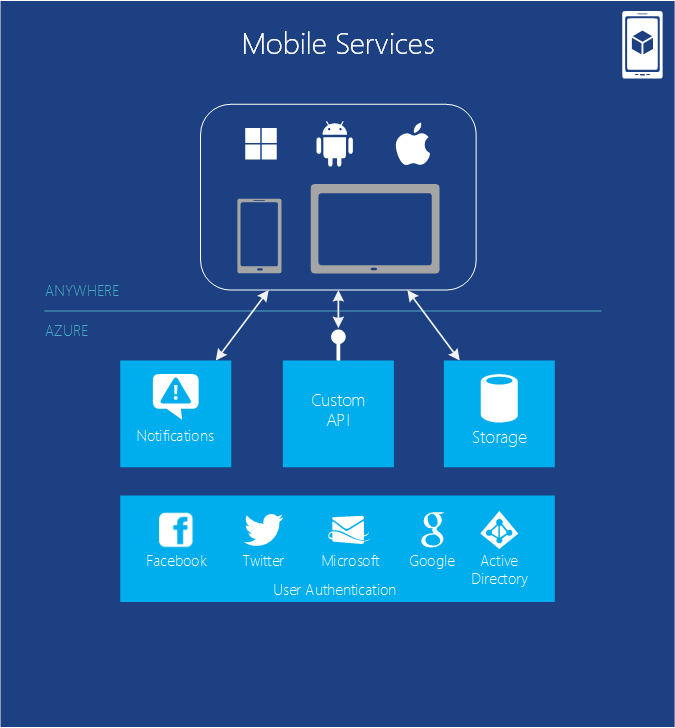 Mobile Services
ANYWHERE
AZURE
Notifications
Custom
API
Storage
Facebook
Twitter
Microsoft
Google
Active
Directory
User Authentication